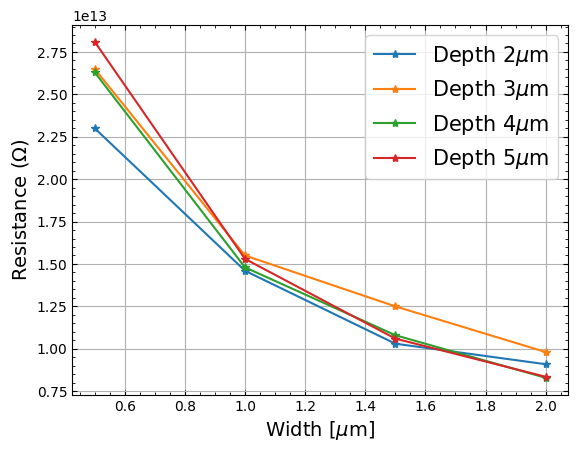 1e13
2.75
2.50
2.25
2.00
1.75
1.50
1.25
1.00
0.75
Resistance (Ω)
0.6 0.8 1.0 1.2 1.4 1.6 1.8 2.0
Width [μm]
Depth 2μm
Depth 3μm
Depth 4μm
Depth 5μm